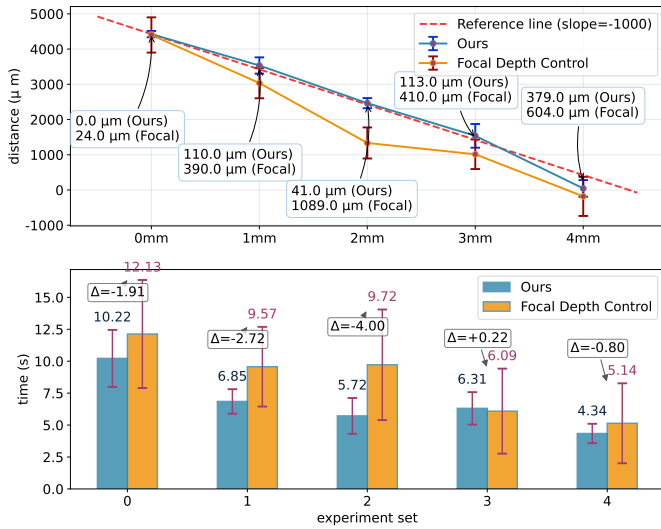 5000
4000
3000
2000
1000
0
-1000
distance (μ m)
Reference line (slope=-1000)
Ours
Focal Depth Control
0.0 μm (Ours)
24.0 μm (Focal)
110.0 μm (Ours)
390.0 μm (Focal)
41.0 μm (Ours)
1089.0 μm (Focal)
113.0 μm (Ours)
410.0 μm (Focal)
379.0 μm (Ours)
604.0 μm (Focal)
0mm
1mm
2mm
3mm
4mm
15.0
12.5
10.0
7.5
5.0
2.5
0.0
time (s)
Ours
Focal Depth Control
12.13
Δ=-1.91
10.22
9.57
Δ=-2.72
6.85
9.72
Δ=-4.00
5.72
Δ=+0.22
6.09
6.31
Δ=-0.80
5.14
4.34
0
1
2
3
4
experiment set